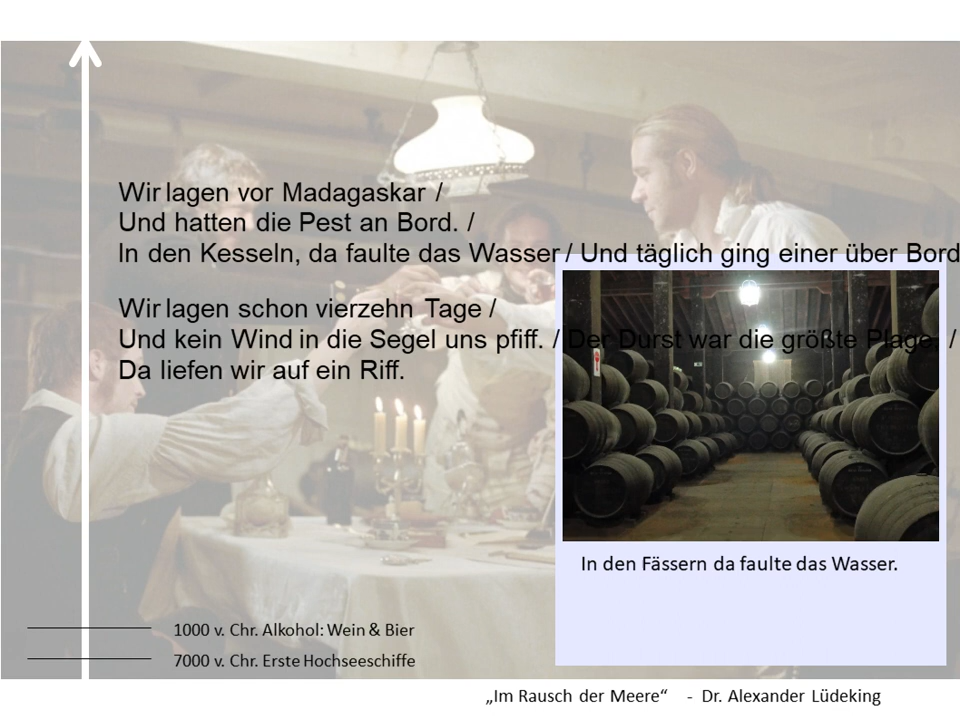 Wir lagen vor Madagaskar /
Und hatten die Pest an Bord. /
In den Kesseln, da faulte das Wasser / Und täglich ging einer über Bord
Wir lagen schon vierzehn Tage /
Und kein Wind in die Segel uns pfiff. / Der Durst war die größte Plage, /
Da liefen wir auf ein Riff.
In den Fässern da faulte das Wasser.
1000 v. Chr. Alkohol: Wein & Bier
7000 v. Chr. Erste Hochseeschiffe
„Im Rausch der Meere“ - Dr. Alexander Lüdeking